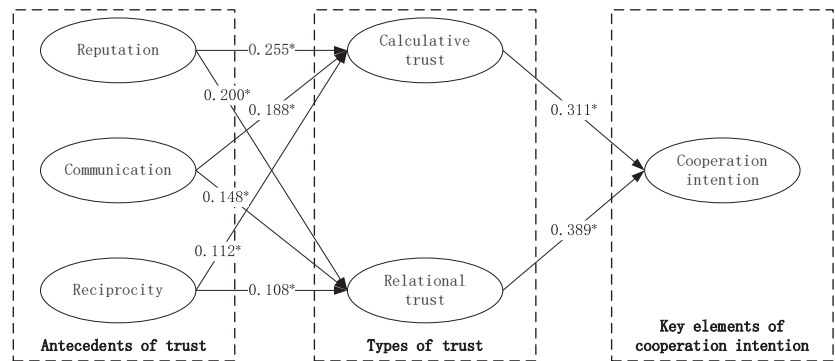 Reputation
0.255*
Calculative
trust
0.200*
0.188*
0.311*
Communication
Cooperation
intention
0.148*
0.389*
0.112*
Reciprocity
0.108*
Relational
trust
Antecedents of trust
Types of trust
Key elements of
cooperation intention